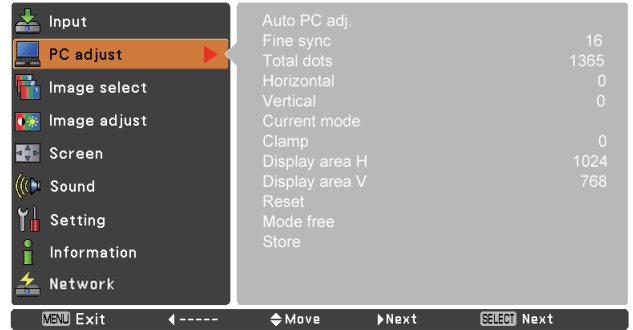 Input
PC adjust
Image select
Image adjust
Screen
Sound
Setting
Information
Network
Auto PC adj.
Fine sync 16
Total dots 1365
Horizontal 0
Vertical 0
Current mode
Clamp 0
Display area H 1024
Display area V 768
Reset
Mode free
Store
MENU Exit ----- Move Next SELECT Next